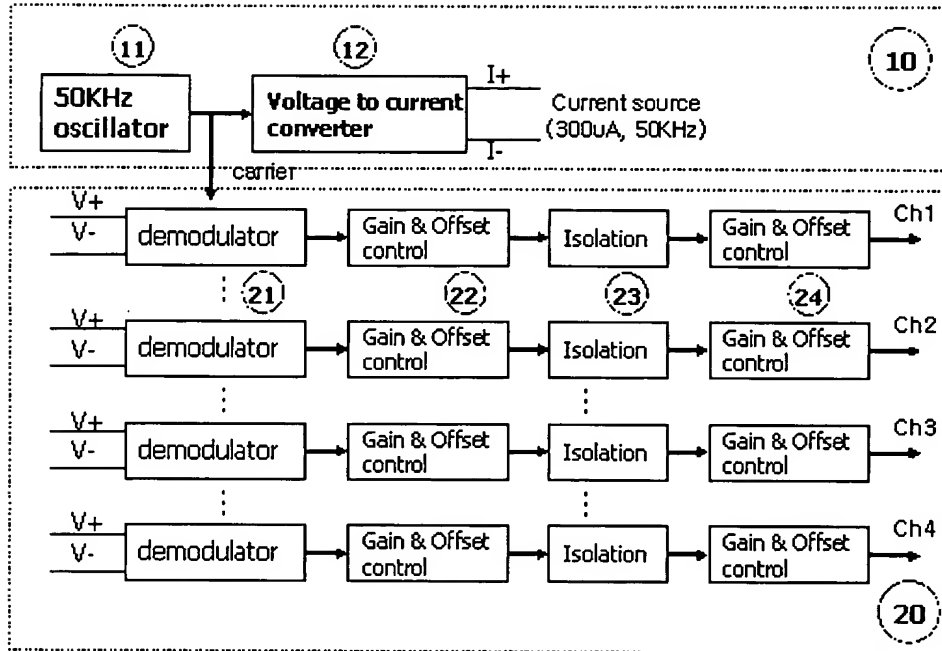 11
12
10
50KHz
oscillator
Voltage to current
converter
I+
I-
Current source
(300uA, 50KHz)
carrier
V+
V-
demodulator
Gain & Offset
control
Isolation
Gain & Offset
control
Ch1
21
22
23
24
V+
V-
demodulator
Gain & Offset
control
Isolation
Gain & Offset
control
Ch2
V+
V-
demodulator
Gain & Offset
control
Isolation
Gain & Offset
control
Ch3
V+
V-
demodulator
Gain & Offset
control
Isolation
Gain & Offset
control
Ch4
20